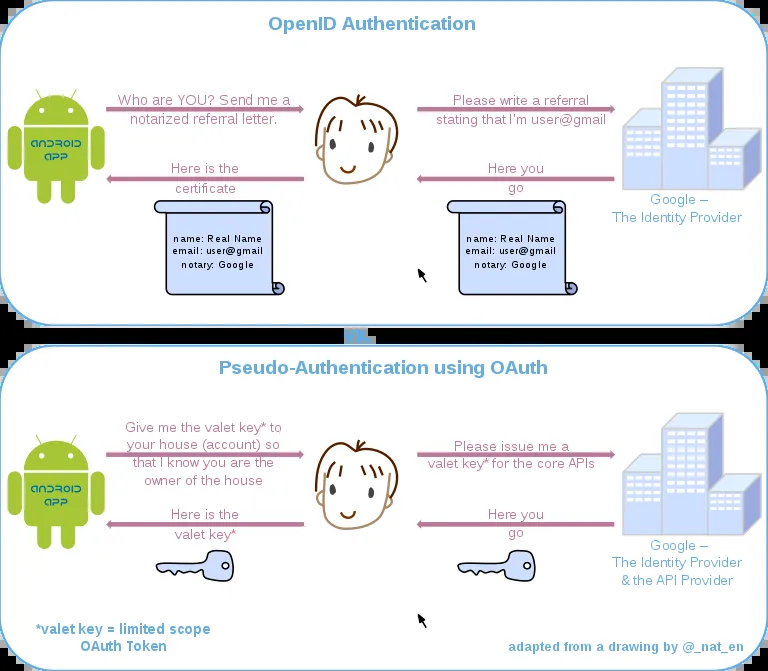 OpenID Authentication
Who are YOU? Send me a
notarized referral letter.
Please write a referral
stating that I'm user@gmail
ANDROID
APP
Here is the
certificate
Here you
go
Google –
The Identity Provider
name: Real Name
email: user@gmail
notary: Google
name: Real Name
email: user@gmail
notary: Google
Pseudo-Authentication using OAuth
Give me the valet key* to
your house (account) so
that I know you are the
owner of the house
Please issue me a
valet key* for the core APIs
ANDROID
APP
Here is the
valet key*
Here you
go
Google –
The Identity Provider
& the API Provider
*valet key = limited scope
OAuth Token
adapted from a drawing by @_nat_en